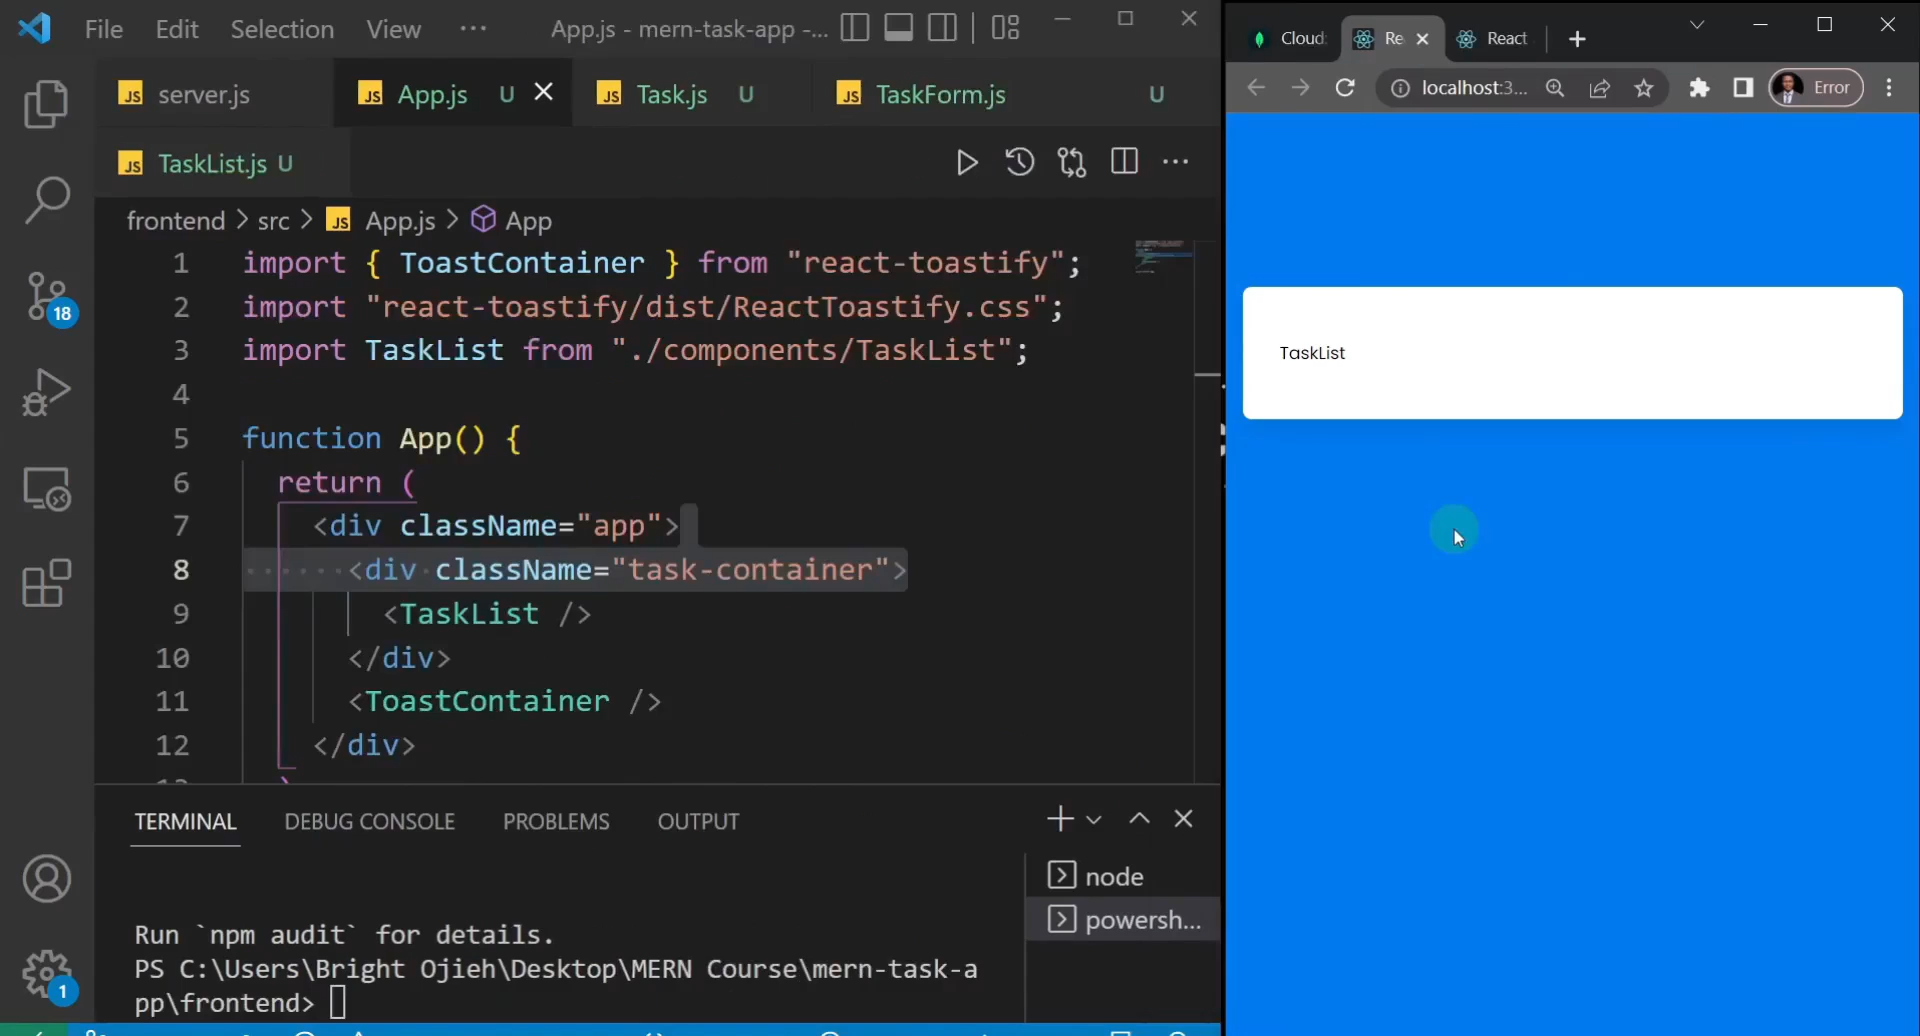 File Edit Selection View ··· App.js - mern-task-app -...
server.js
App.js U
Task.js U
TaskForm.js U
TaskList.js U
frontend > src > JS App.js > App
1 import { ToastContainer } from "react-toastify";
2 import "react-toastify/dist/ReactToastify.css";
3 import TaskList from "./components/TaskList";
4
5 function App() {
6 return (
7 <div className="app">
8 <div className="task-container">
9 <TaskList />
10 </div>
11 <ToastContainer />
12 </div>
18
TERMINAL DEBUG CONSOLE PROBLEMS OUTPUT
node
powersh...
Run `npm audit` for details.
PS C:\Users\Bright Ojieh\Desktop\MERN Course\mern-task-a
pp\frontend>
1
Cloud Re React
localhost:3... Error
TaskList